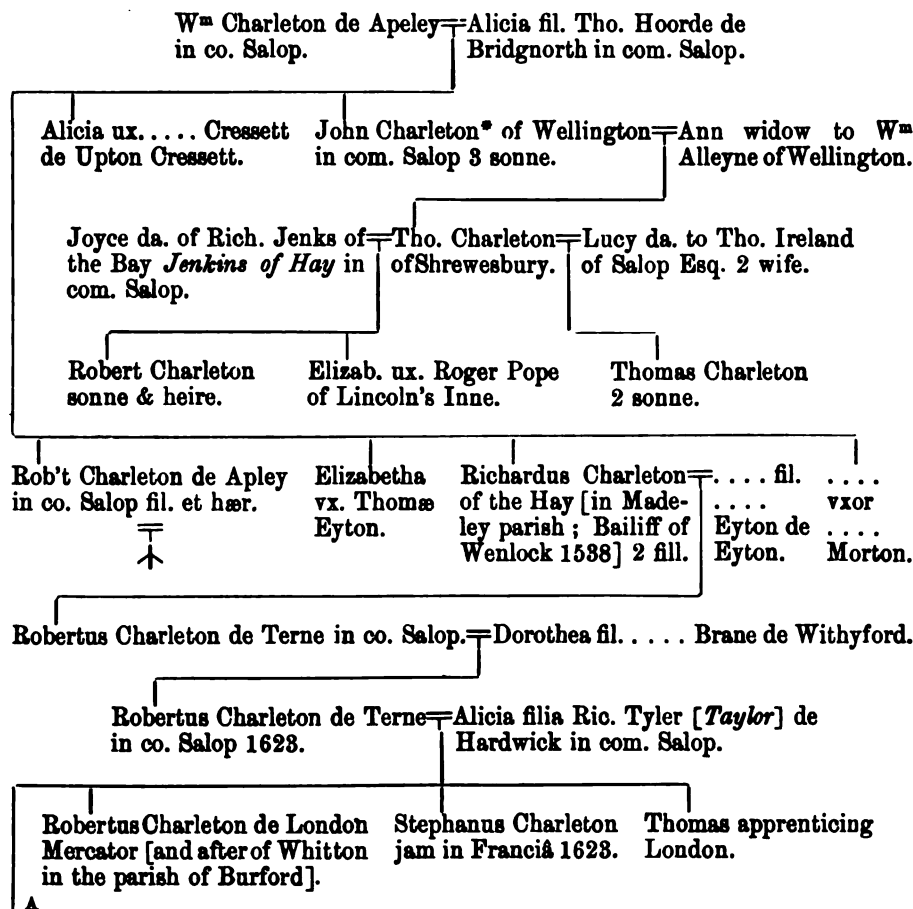 Wm Charleton de Apeley Alicia fil. Tho. Hoorde de
in co. Salop. Bridgnorth in com. Salop.
Alicia ux. . . . . Cressett
de Upton Cressett.
John Charleton* of Wellington
in com. Salop 3 sonne.
Ann widow to Wm
Alleyne of Wellington.
Joyce da. of Rich. Jenks of
the Bay Jenkins of Hay in
com. Salop.
Tho. Charleton
of Shrewesbury.
Lucy da. to Tho. Ireland
of Salop Esq. 2 wife.
Robert Charleton
sonne & heire.
Elizab. ux. Roger Pope
of Lincoln's Inne.
Thomas Charleton
2 sonne.
Rob't Charleton de Apley
in co. Salop fil. et hær.
Elizabetha
vx. Thomæ
Eyton.
Richardus Charleton
of the Hay [in Made-
ley parish ; Bailiff of
Wenlock 1538] 2 fill.
. . . . fil.
. . . .
Eyton de
Eyton.
. . . .
vxor
. . . .
Morton.
Robertus Charleton de Terne in co. Salop. Dorothea fil. . . . . Brane de Withyford.
Robertus Charleton de Terne
in co. Salop 1623.
Alicia filia Ric. Tyler [Taylor] de
Hardwick in com. Salop.
Robertus Charleton de London
Mercator [and after of Whitton
in the parish of Burford].
Stephanus Charleton
jam in Franciâ 1623.
Thomas apprenticing
London.
A